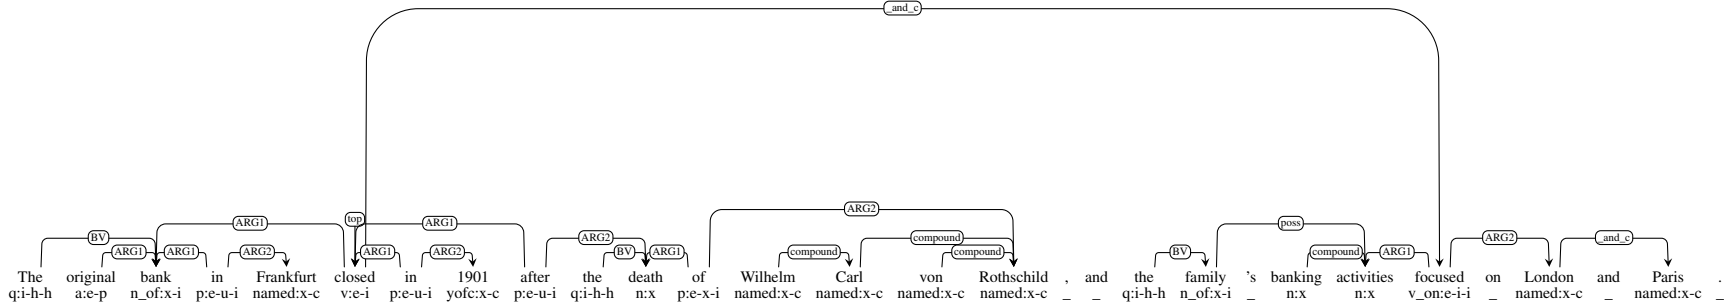 _and_c
ARG2
ARG1 top ARG1 poss
BV ARG2 compound ARG2 _and_c
ARG1 ARG1 ARG2 ARG1 ARG2 BV ARG1 compound compound BV compound ARG1
The original bank in Frankfurt closed in 1901 after the death of Wilhelm Carl von Rothschild , and the family 's banking activities focused on London and Paris .
q:i-h-h a:e-p n_of:x-i p:e-u-i named:x-c v:e-i p:e-u-i yofc:x-c p:e-u-i q:i-h-h n:x p:e-x-i named:x-c named:x-c named:x-c named:x-c _ _ q:i-h-h n_of:x-i _ n:x n:x v_on:e-i-i _ named:x-c _ named:x-c _